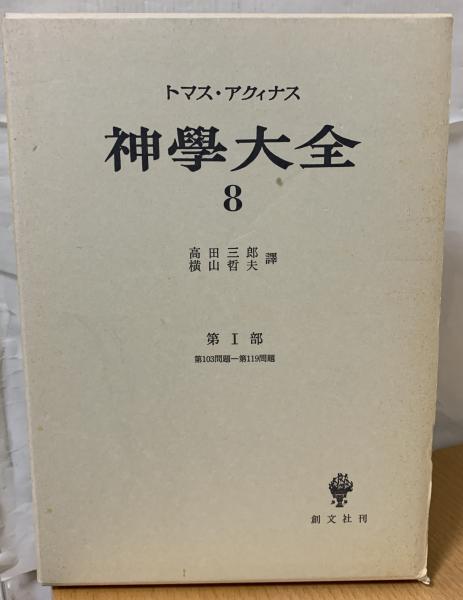 トマス・アクィナス
神學大全
8
高田三郎
横山哲夫 譯
第Ⅰ部
第103問題—第119問題
創文社刊